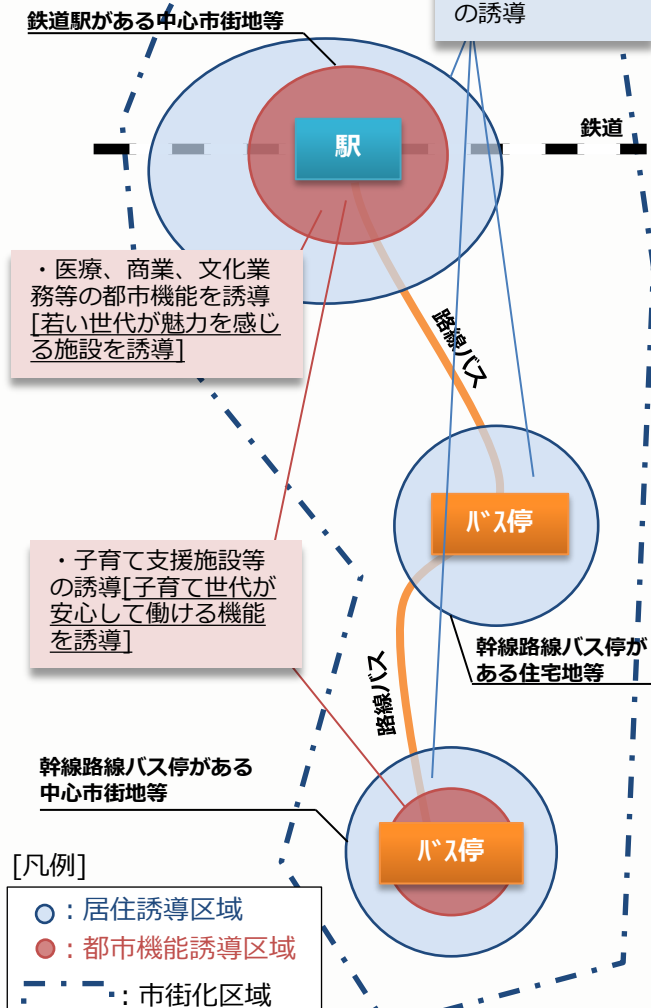 の誘導
鉄道駅がある中心市街地等
鉄道
駅
・医療、商業、文化業
務等の都市機能を誘導
[若い世代が魅力を感じ
る施設を誘導]
路線バス
バス停
・子育て支援施設等
の誘導[子育て世代が
安心して働ける機能
を誘導]
幹線路線バス停が
ある住宅地等
路線バス
幹線路線バス停がある
中心市街地等
バス停
[凡例]
：居住誘導区域
：都市機能誘導区域
：市街化区域